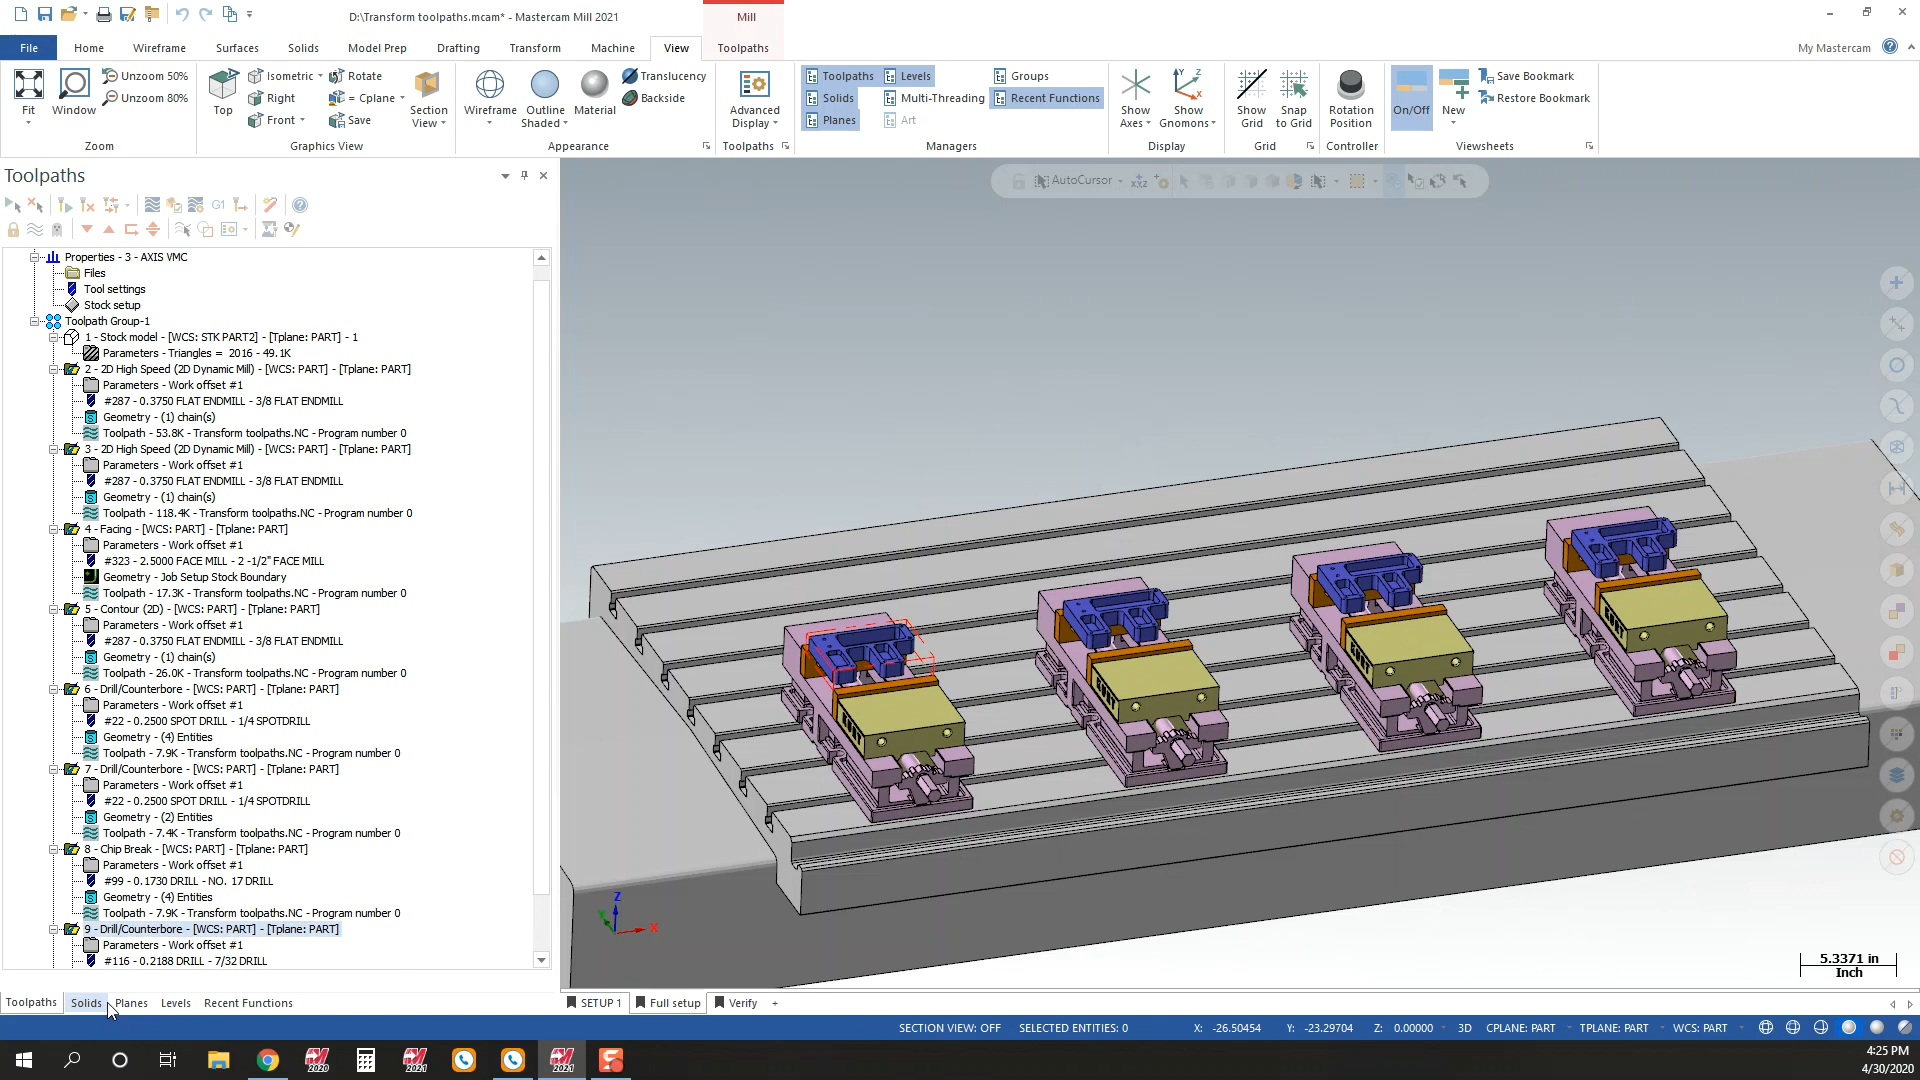 D:\Transform toolpaths.mcam* - Mastercam Mill 2021
Mill
File Home Wireframe Surfaces Solids Model Prep Drafting Transform Machine View Toolpaths
My Mastercam
Fit
Window
Unzoom 50%
Unzoom 80%
Zoom
Top
Isometric
Right
Front
Rotate
= Cplane
Save
Section View
Graphics View
Wireframe
Outline Shaded
Material
Translucency
Backside
Appearance
Advanced Display
Toolpaths
Toolpaths
Solids
Planes
Levels
Multi-Threading
Art
Groups
Recent Functions
Managers
Show Axes
Show Gnomons
Display
Show Grid
Snap to Grid
Grid
Rotation Position
Controller
On/Off
New
Save Bookmark
Restore Bookmark
Viewsheets
Toolpaths
G1
AutoCursor
Properties - 3 - AXIS VMC
Files
Tool settings
Stock setup
Toolpath Group-1
1 - Stock model - [WCS: STK PART2] - [Tplane: PART] - 1
Parameters - Triangles = 2016 - 49.1K
2 - 2D High Speed (2D Dynamic Mill) - [WCS: PART] - [Tplane: PART]
Parameters - Work offset #1
#287 - 0.3750 FLAT ENDMILL - 3/8 FLAT ENDMILL
Geometry - (1) chain(s)
Toolpath - 53.8K - Transform toolpaths.NC - Program number 0
3 - 2D High Speed (2D Dynamic Mill) - [WCS: PART] - [Tplane: PART]
Parameters - Work offset #1
#287 - 0.3750 FLAT ENDMILL - 3/8 FLAT ENDMILL
Geometry - (1) chain(s)
Toolpath - 118.4K - Transform toolpaths.NC - Program number 0
4 - Facing - [WCS: PART] - [Tplane: PART]
Parameters - Work offset #1
#323 - 2.5000 FACE MILL - 2 -1/2" FACE MILL
Geometry - Job Setup Stock Boundary
Toolpath - 17.3K - Transform toolpaths.NC - Program number 0
5 - Contour (2D) - [WCS: PART] - [Tplane: PART]
Parameters - Work offset #1
#287 - 0.3750 FLAT ENDMILL - 3/8 FLAT ENDMILL
Geometry - (1) chain(s)
Toolpath - 26.0K - Transform toolpaths.NC - Program number 0
6 - Drill/Counterbore - [WCS: PART] - [Tplane: PART]
Parameters - Work offset #1
#22 - 0.2500 SPOT DRILL - 1/4 SPOTDRILL
Geometry - (4) Entities
Toolpath - 7.9K - Transform toolpaths.NC - Program number 0
7 - Drill/Counterbore - [WCS: PART] - [Tplane: PART]
Parameters - Work offset #1
#22 - 0.2500 SPOT DRILL - 1/4 SPOTDRILL
Geometry - (2) Entities
Toolpath - 7.4K - Transform toolpaths.NC - Program number 0
8 - Chip Break - [WCS: PART] - [Tplane: PART]
Parameters - Work offset #1
#99 - 0.1730 DRILL - NO. 17 DRILL
Geometry - (4) Entities
Toolpath - 7.9K - Transform toolpaths.NC - Program number 0
9 - Drill/Counterbore - [WCS: PART] - [Tplane: PART]
Parameters - Work offset #1
#116 - 0.2188 DRILL - 7/32 DRILL
Z
Y
X
5.3371 in
Inch
Toolpaths Solids Planes Levels Recent Functions
SETUP 1 Full setup Verify +
SECTION VIEW: OFF SELECTED ENTITIES: 0 X: -26.50454 Y: -23.29704 Z: 0.00000 3D CPLANE: PART TPLANE: PART WCS: PART
2020
2021
2021
4:25 PM
4/30/2020